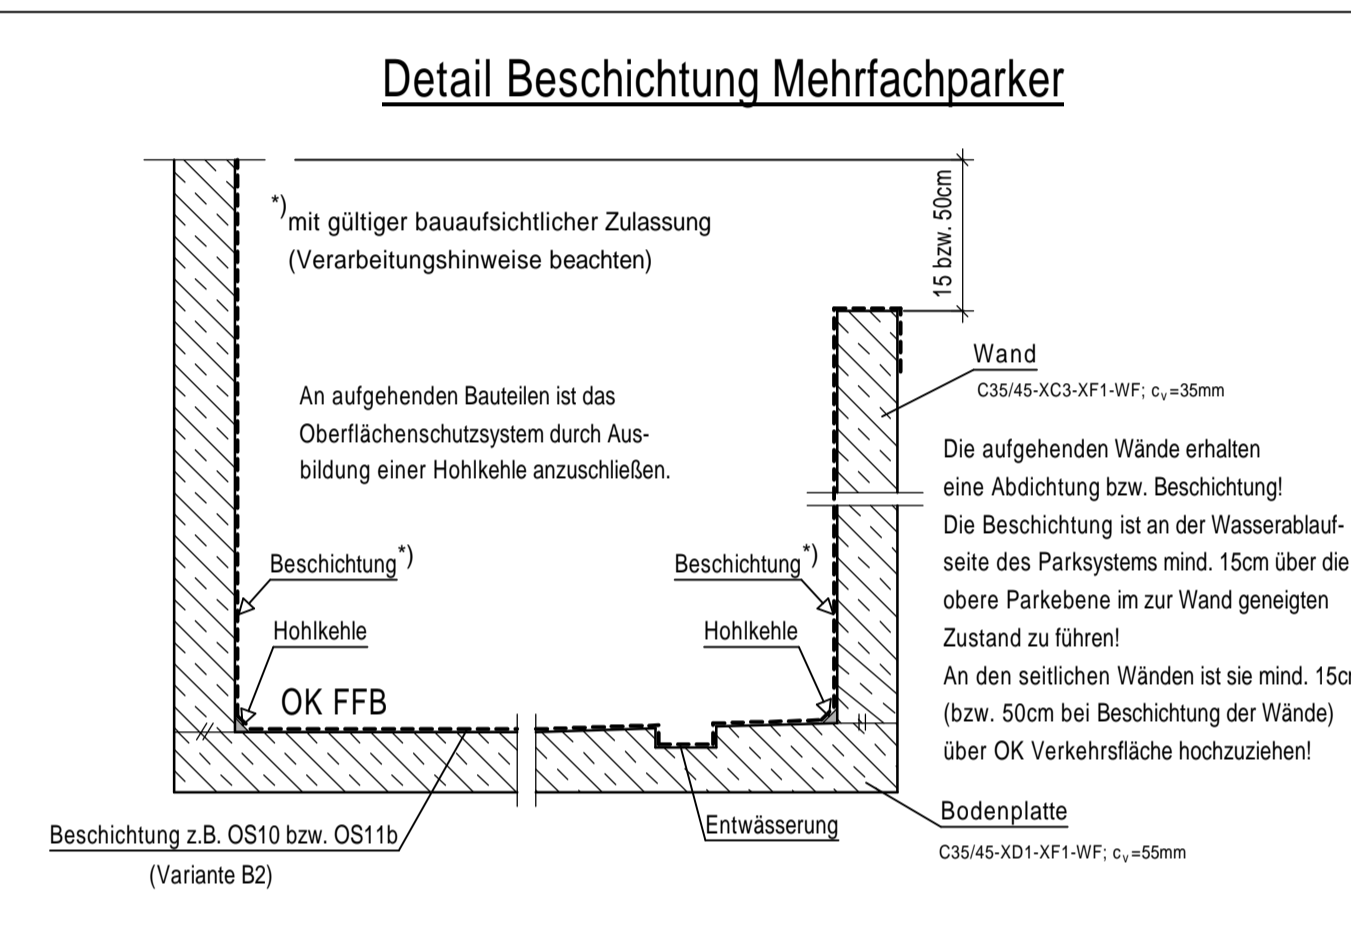 Detail Beschichtung Mehrfachparker
*)mit gültiger bauaufsichtlicher Zulassung
(Verarbeitungshinweise beachten)
15 bzw. 50cm
Wand
C35/45-XC3-XF1-WF; cv=35mm
An aufgehenden Bauteilen ist das
Oberflächenschutzsystem durch Aus-
bildung einer Hohlkehle anzuschließen.
Die aufgehenden Wände erhalten
eine Abdichtung bzw. Beschichtung!
Die Beschichtung ist an der Wasserablauf-
seite des Parksystems mind. 15cm über die
obere Parkebene im zur Wand geneigten
Zustand zu führen!
An den seitlichen Wänden ist sie mind. 15c
(bzw. 50cm bei Beschichtung der Wände)
über OK Verkehrsfläche hochzuziehen!
Beschichtung*)
Beschichtung*)
Hohlkehle
Hohlkehle
OK FFB
Beschichtung z.B. OS10 bzw. OS11b
(Variante B2)
Entwässerung
Bodenplatte
C35/45-XD1-XF1-WF; cv=55mm